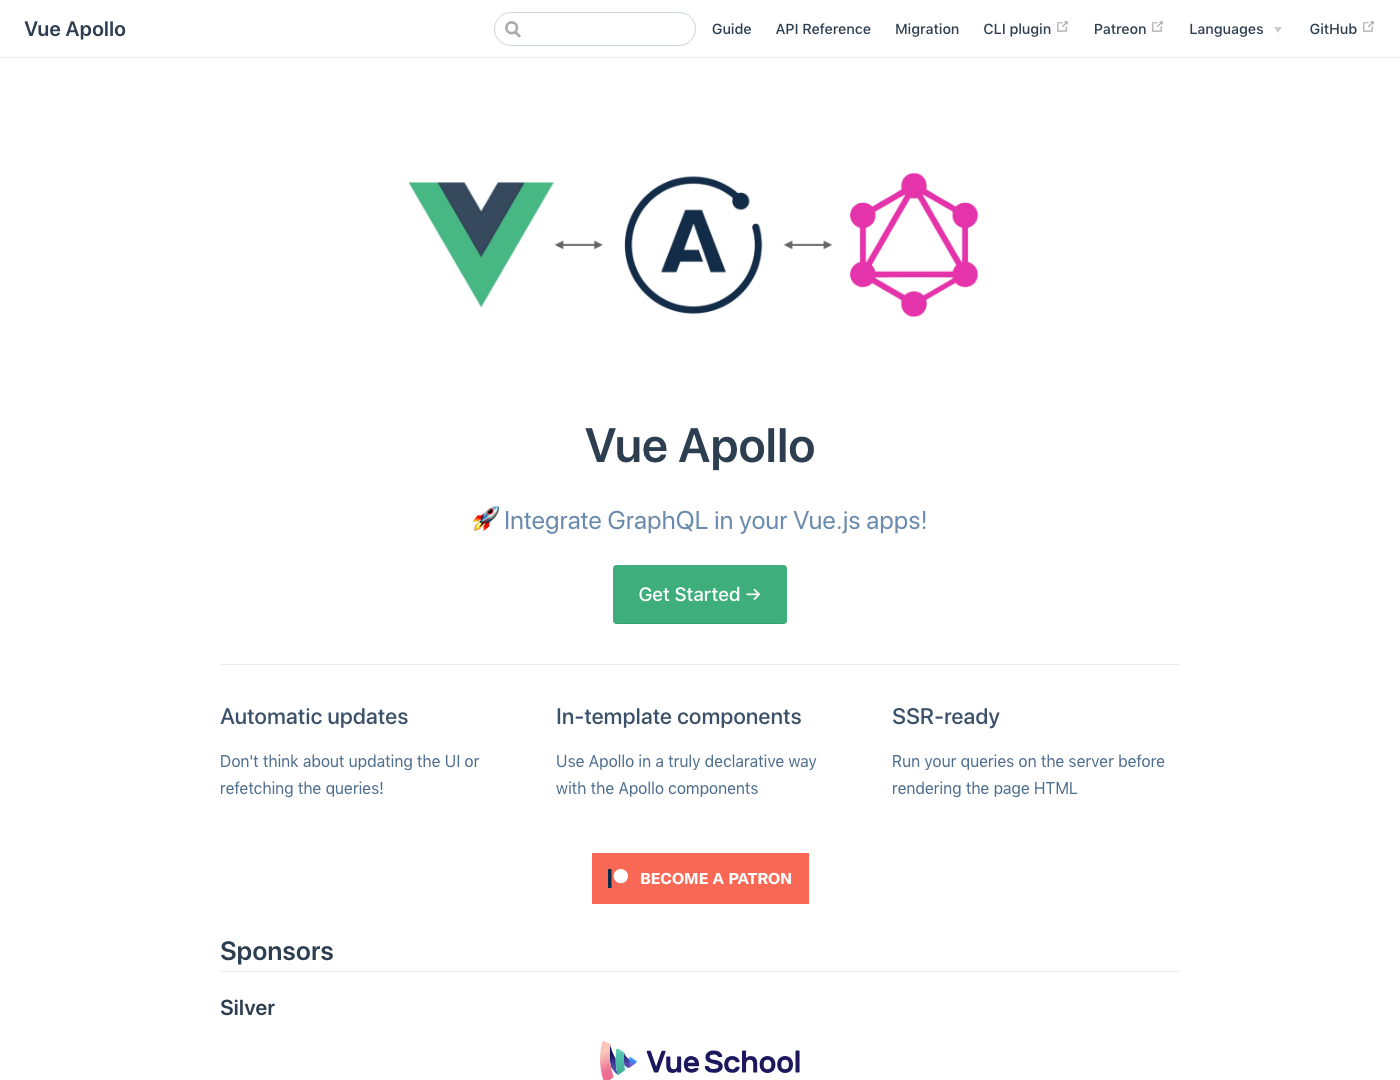 Vue Apollo
Guide
API Reference
Migration
CLI plugin
Patreon
Languages
GitHub
A
Vue Apollo
🚀 Integrate GraphQL in your Vue.js apps!
Get Started →
Automatic updates
Don't think about updating the UI or
refetching the queries!
In-template components
Use Apollo in a truly declarative way
with the Apollo components
SSR-ready
Run your queries on the server before
rendering the page HTML
BECOME A PATRON
Sponsors
Silver
Vue School